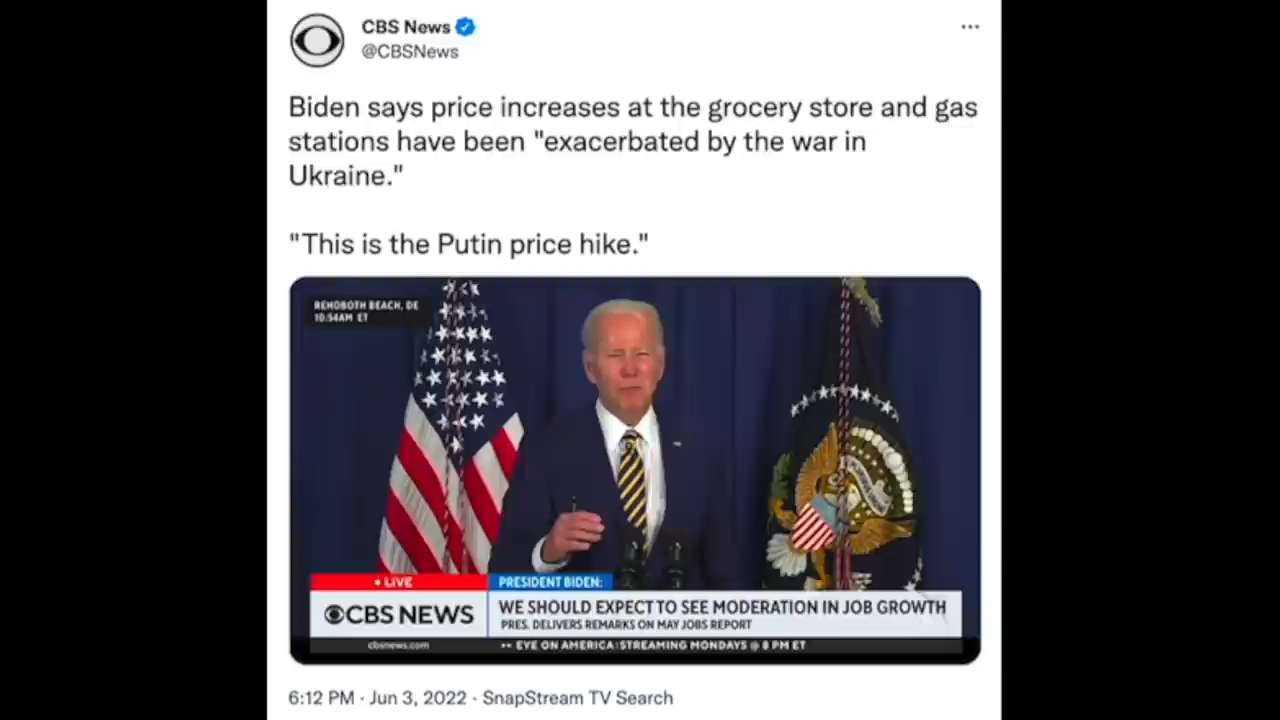 CBS News
@CBSNews
Biden says price increases at the grocery store and gas
stations have been "exacerbated by the war in
Ukraine."
"This is the Putin price hike."
REHOBOTH BEACH, DE
10:54AM ET
• LIVE
PRESIDENT BIDEN:
CBS NEWS
WE SHOULD EXPECT TO SEE MODERATION IN JOB GROWTH
PRES. DELIVERS REMARKS ON MAY JOBS REPORT
cbsnews.com
EYE ON AMERICA STREAMING MONDAYS @ 8 PM ET
6:12 PM · Jun 3, 2022 · SnapStream TV Search